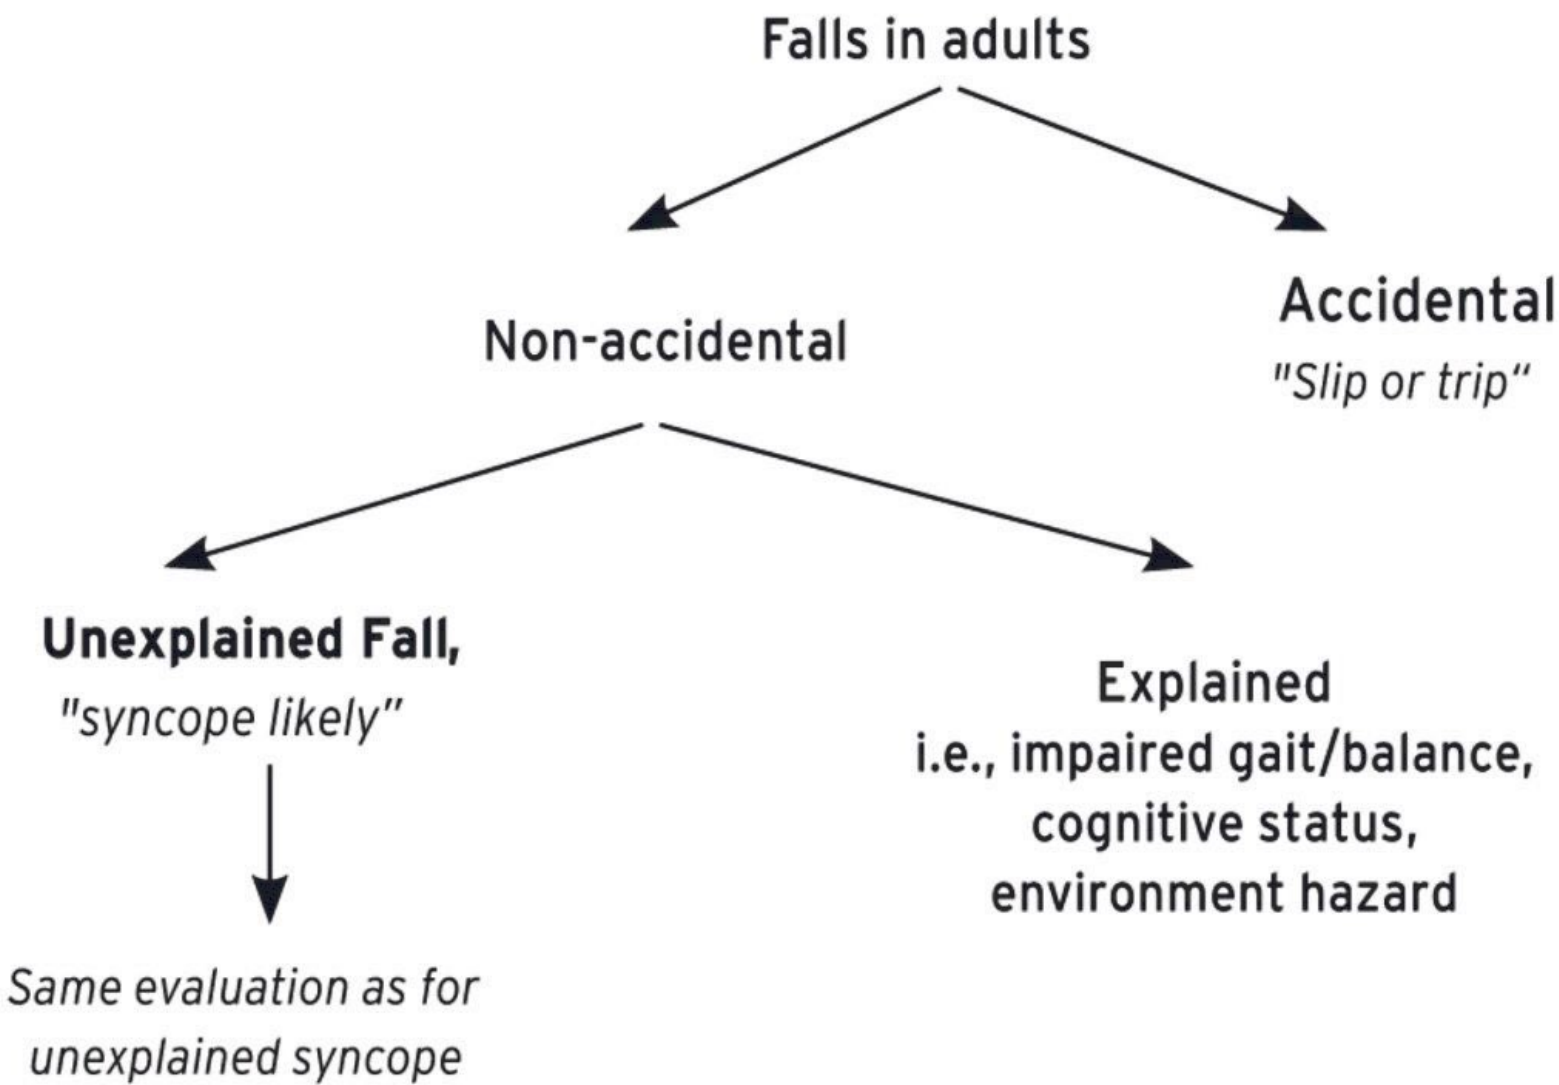 Falls in adults
Non-accidental
Accidental
"Slip or trip“
Unexplained Fall,
"syncope likely”
Explained
i.e., impaired gait/balance,
cognitive status,
environment hazard
Same evaluation as for
unexplained syncope